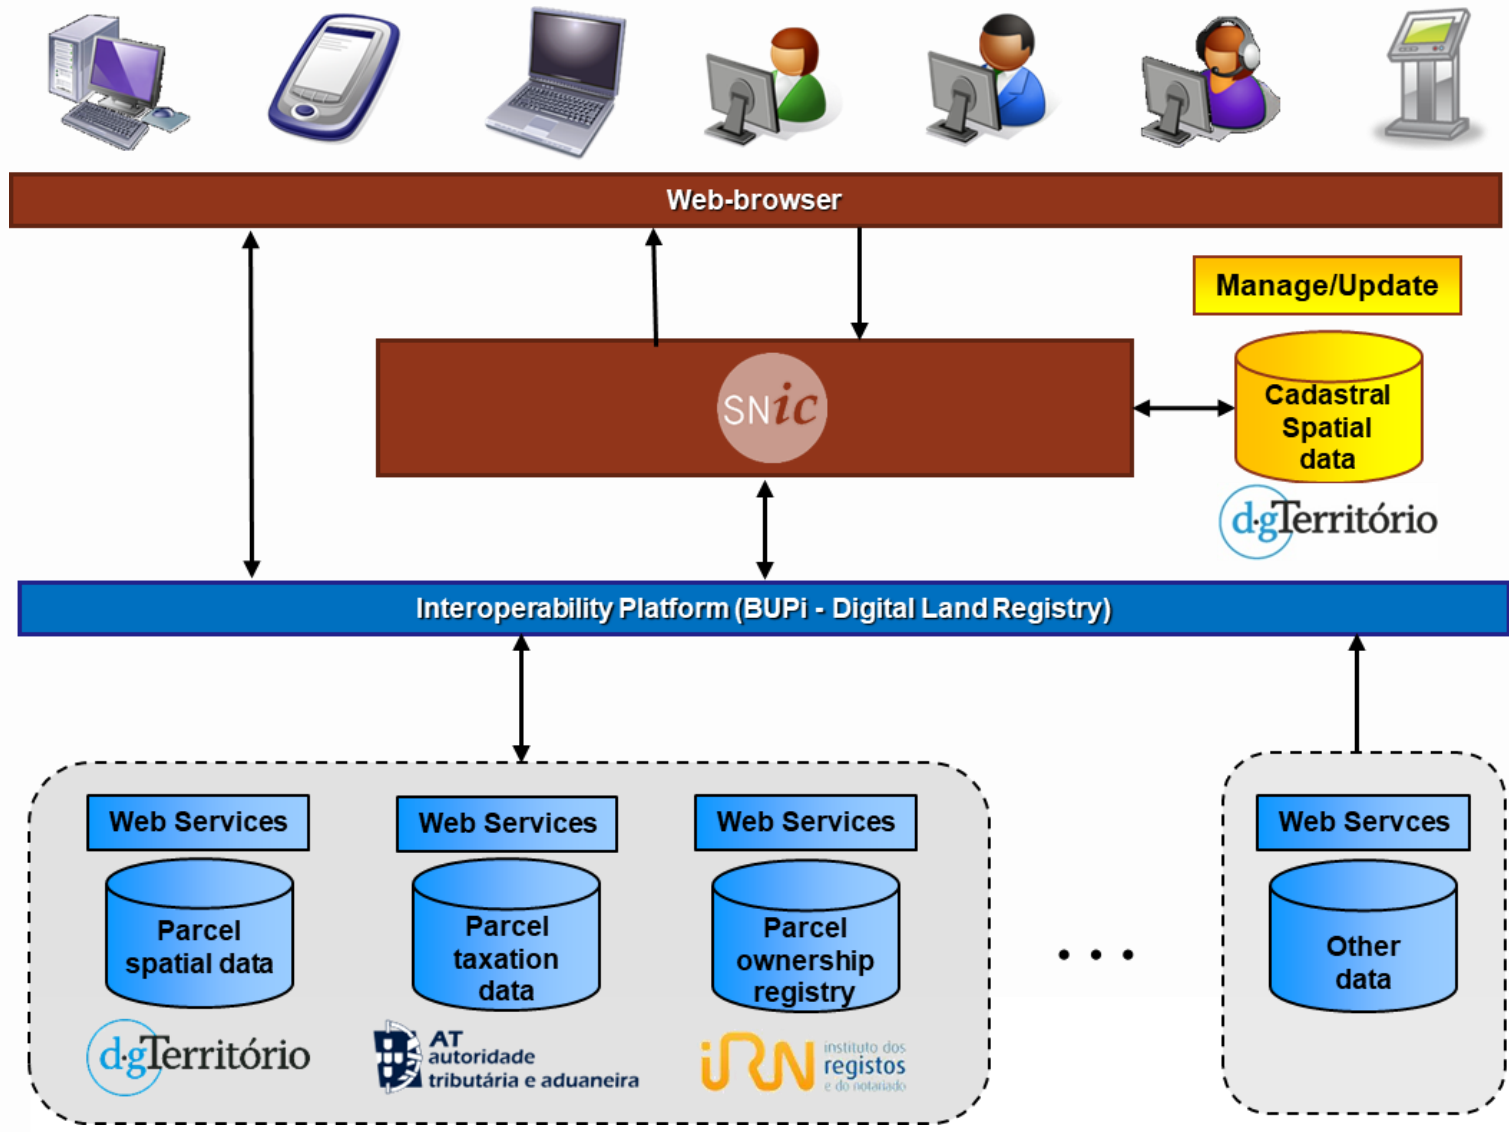 Web-browser
Manage/Update
SNic
Cadastral
Spatial
data
d·gTerritório
Interoperability Platform (BUPi - Digital Land Registry)
Web Services
Web Services
Web Services
Web Servces
Parcel
spatial data
Parcel
taxation
data
Parcel
ownership
registry
. . .
Other
data
d·gTerritório
AT
autoridade
tributária e aduaneira
iRN
instituto dos
registos
e do notariado